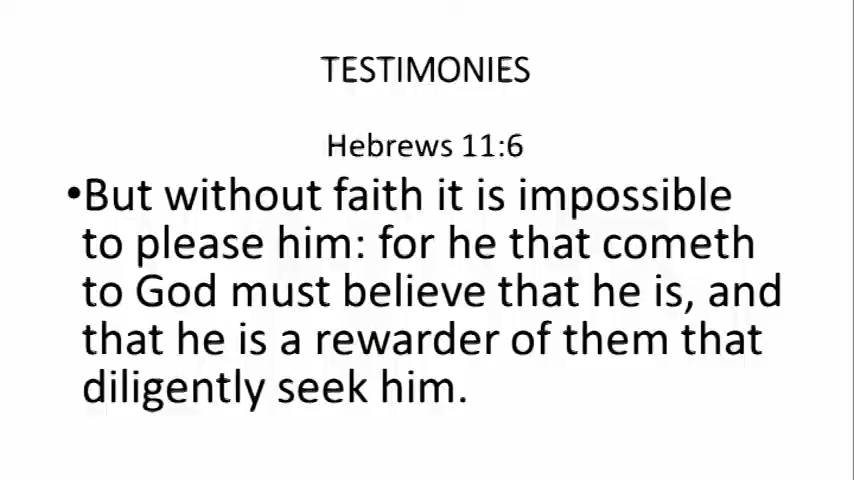 TESTIMONIES
Hebrews 11:6
•But without faith it is impossible
to please him: for he that cometh
to God must believe that he is, and
that he is a rewarder of them that
diligently seek him.